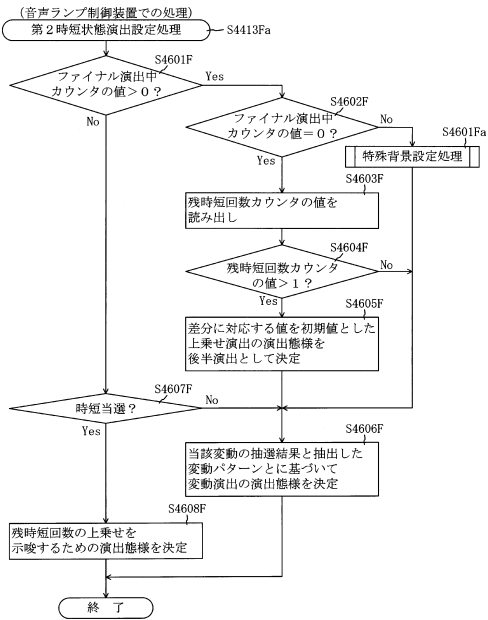 (音声ランプ制御装置での処理)
第２時短状態演出設定処理
S4413Fa
S4601F
ファイナル演出中
カウンタの値＞０？
Yes
No
S4602F
ファイナル演出中
カウンタの値＝０？
No
Yes
S4601Fa
特殊背景設定処理
S4603F
残時短回数カウンタの値を
読み出し
S4604F
残時短回数カウンタ
の値＞１？
No
Yes
S4605F
差分に対応する値を初期値とした
上乗せ演出の演出態様を
後半演出として決定
S4607F
時短当選？
No
Yes
S4606F
当該変動の抽選結果と抽出した
変動パターンとに基づいて
変動演出の演出態様を決定
S4608F
残時短回数の上乗せを
示唆するための演出態様を決定
終　了